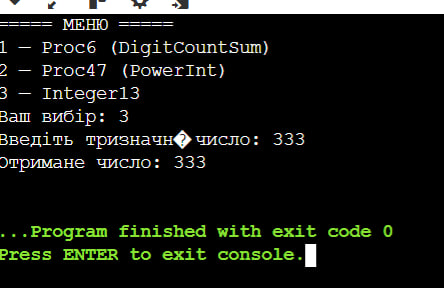 ===== МЕНЮ =====
1 — Proc6 (DigitCountSum)
2 — Proc47 (PowerInt)
3 — Integer13
Ваш вибір: 3
Введіть тризначн�число: 333
Отримане число: 333
...Program finished with exit code 0
Press ENTER to exit console.